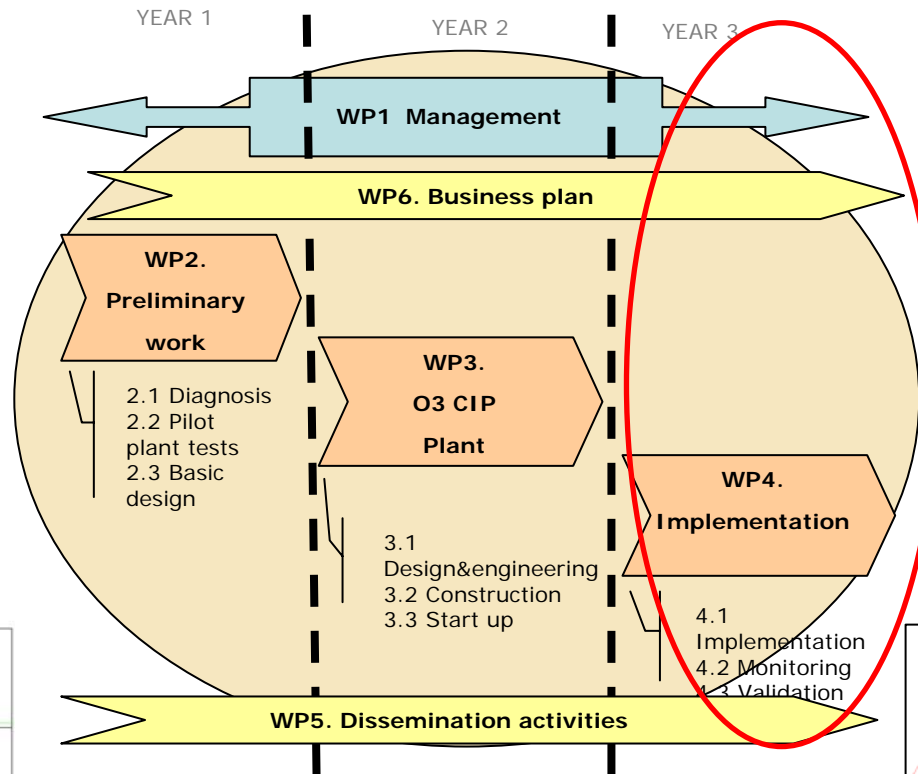 YEAR 1
YEAR 2
YEAR 3
WP1 Management
WP6. Business plan
WP2.
Preliminary
work
2.1 Diagnosis
2.2 Pilot
plant tests
2.3 Basic
design
WP3.
O3 CIP
Plant
3.1
Design&engineering
3.2 Construction
3.3 Start up
WP4.
Implementation
4.1
Implementation
4.2 Monitoring
4.3 Validation
WP5. Dissemination activities